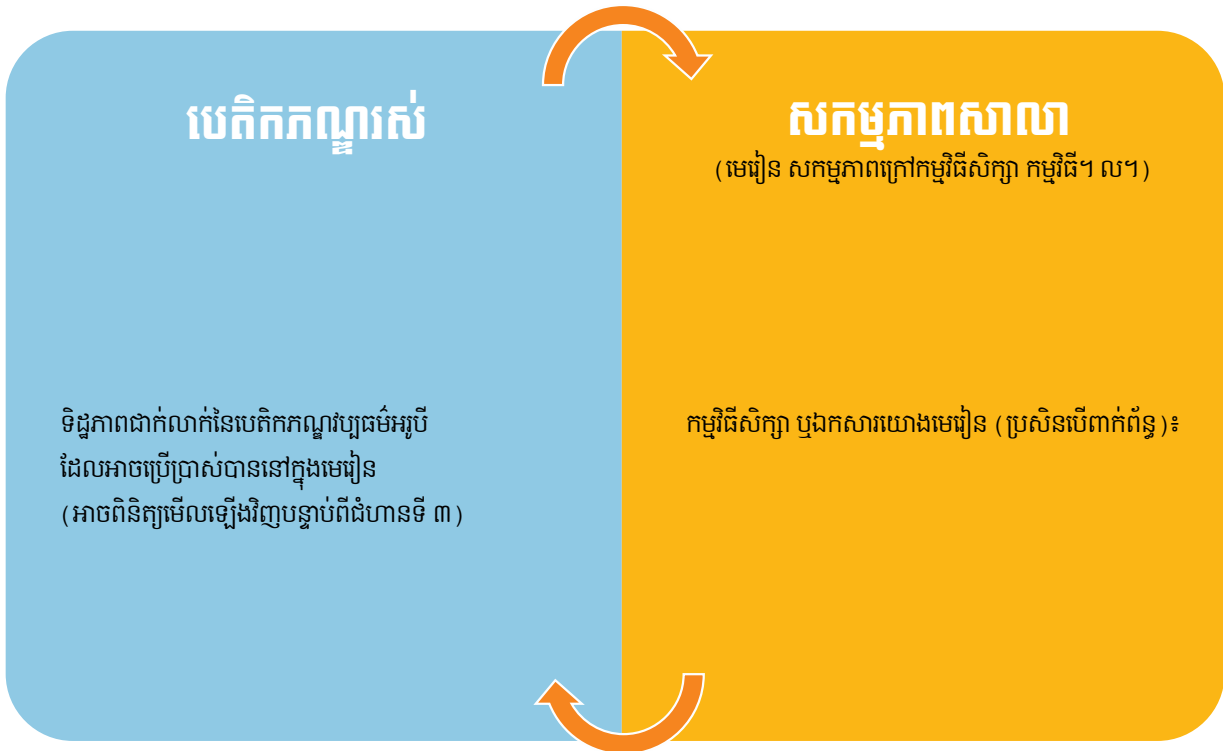 បេតិកភណ្ឌរស់
ទិដ្ឋភាពជាក់លាក់នៃបេតិកភណ្ឌវប្បធម៌អរូបី
ដែលអាចប្រើប្រាស់បាននៅក្នុងមេរៀន
(អាចពិនិត្យមើលឡើងវិញបន្ទាប់ពីជំហានទី ៣)
សកម្មភាពសាលា
(មេរៀន សកម្មភាពក្រៅកម្មវិធីសិក្សា កម្មវិធី។ ល។)
កម្មវិធីសិក្សា ឬឯកសារយោងមេរៀន (ប្រសិនបើពាក់ព័ន្ធ)៖